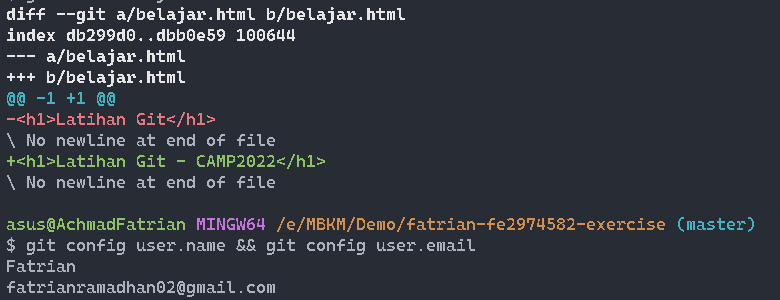 diff --git a/belajar.html b/belajar.html
index db299d0..dbb0e59 100644
--- a/belajar.html
+++ b/belajar.html
@@ -1 +1 @@
-<h1>Latihan Git</h1>
\ No newline at end of file
+<h1>Latihan Git - CAMP2022</h1>
\ No newline at end of file
asus@AchmadFatrian MINGW64 /e/MBKM/Demo/fatrian-fe2974582-exercise (master)
$ git config user.name && git config user.email
Fatrian
fatrianramadhan02@gmail.com